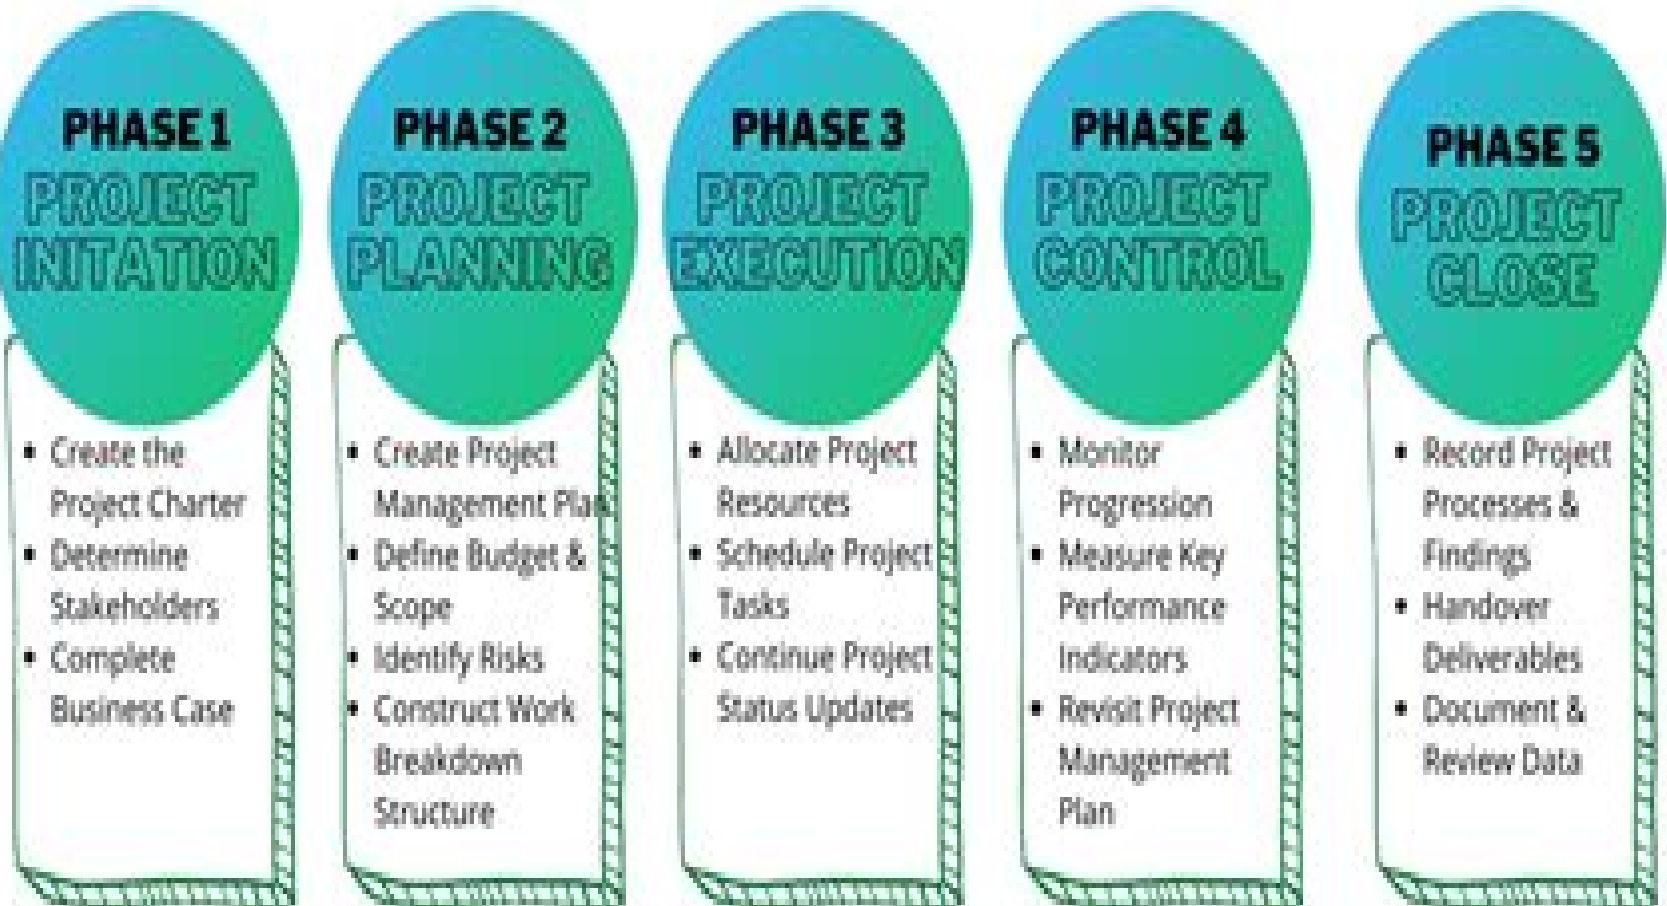 PHASE 1
PROJECT
INITATION
• Create the
Project Charter
• Determine
Stakeholders
• Complete
Business Case
PHASE 2
PROJECT
PLANNING
• Create Project
Management Plan
• Define Budget &
Scope
• Identify Risks
• Construct Work
Breakdown
Structure
PHASE 3
PROJECT
EXECUTION
• Allocate Project
Resources
• Schedule Project
Tasks
• Continue Project
Status Updates
PHASE 4
PROJECT
CONTROL
• Monitor
Progression
• Measure Key
Performance
Indicators
• Revisit Project
Management
Plan
PHASE 5
PROJECT
CLOSE
• Record Project
Processes &
Findings
• Handover
Deliverables
• Document &
Review Data